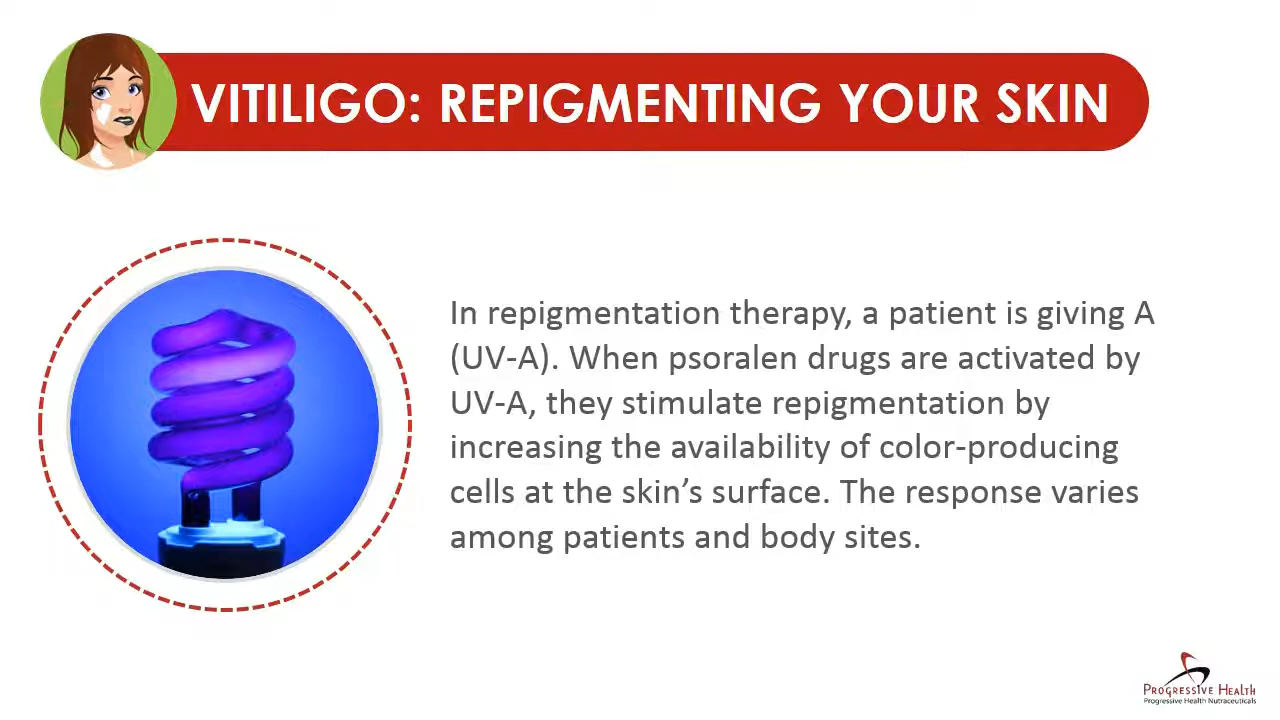 VITILIGO: REPIGMENTING YOUR SKIN
In repigmentation therapy, a patient is giving A
(UV-A). When psoralen drugs are activated by
UV-A, they stimulate repigmentation by
increasing the availability of color-producing
cells at the skin’s surface. The response varies
among patients and body sites.
PROGRESSIVE HEALTH
Progressive Health Nutraceuticals